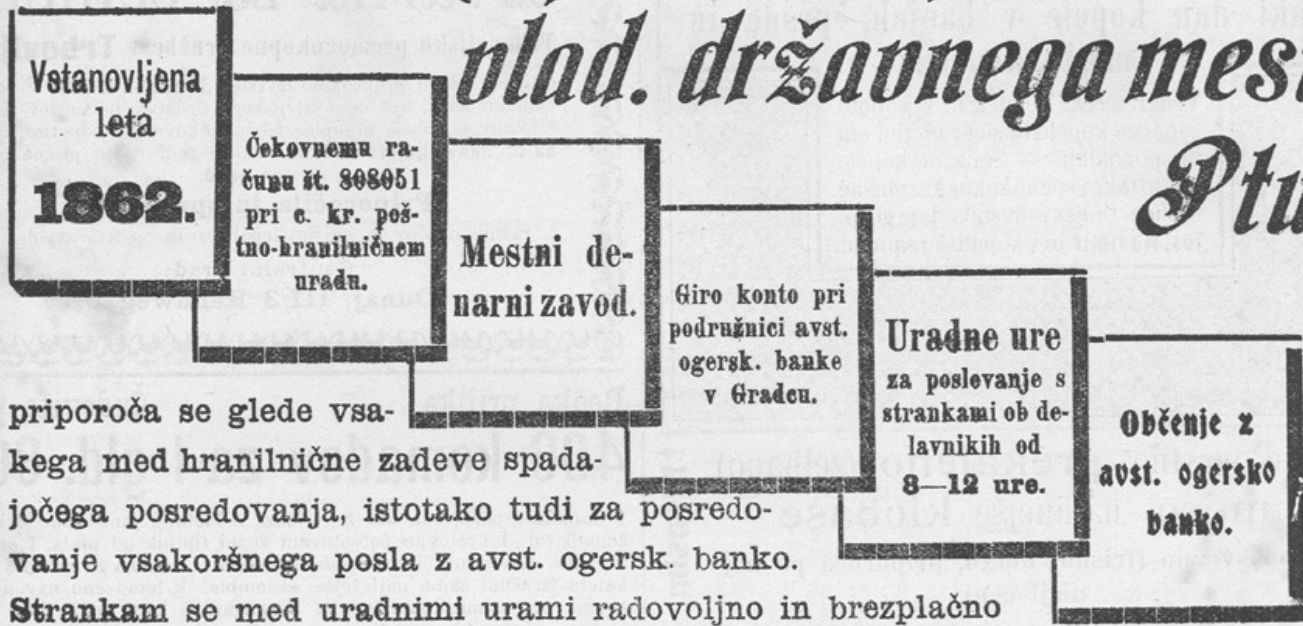 vlad. državnega mes
Ptu
Vstanovljena
leta
1862.
Čekovnemu ra-
čunu št. 808051
pri c. kr. poš-
tno-hranilničnem
uradu.
Mestni de-
narni zavod.
Giro konto pri
podružnici avst.
ogersk. banke
v Gradcu.
Uradne ure
za poslovanje s
strankami ob de-
lavnikih od
8—12 ure.
Občenje z
avst. ogersko
banko.
priporoča se glede vsa-
kega med hranilnične zadeve spada-
jočega posredovanja, istotako tudi za posredo-
vanje vsakoršnega posla z avst. ogersk. banko.
Strankam se med uradnimi urami radovoljno in brezplačno